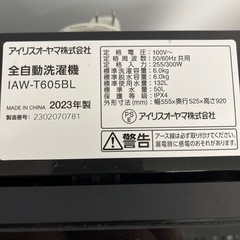 アイリスオーヤマ株式会社
全自動洗濯機
IAW-T605BL
MADE IN CHINA 2023年製
製造番号:2302070781
定格電圧:100V~
定格周波数:50/60Hz 共用
定格消費電力:255/300W
標準洗濯容量:6.0kg
標準脱水容量:6.0kg
標準使用水量:132L
標準水量:50L
保護等級:IPX4
外形寸法(mm):幅555×奥行525×高さ920
PSE
アイリスオーヤマ株式会社
警告
アース線は必ず取り付けてください。
漏電時に感電のおそれがあります。